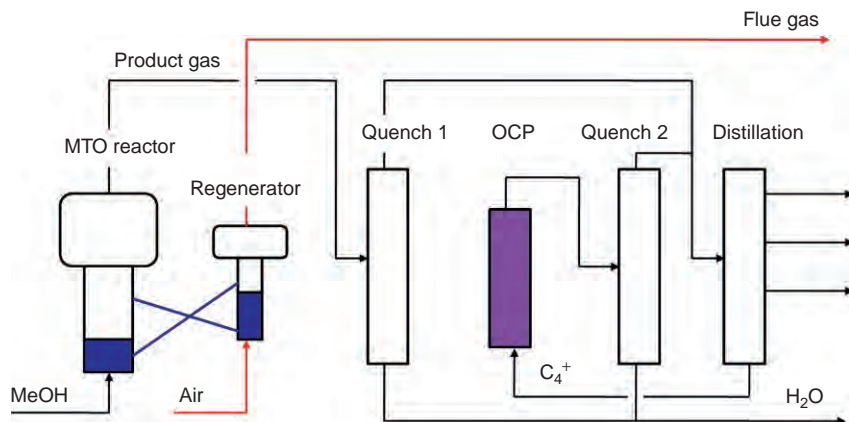 Flue gas
Product gas
Quench 1
OCP
Quench 2
Distillation
MTO reactor
Regenerator
MeOH
Air
C₄⁺
H₂O